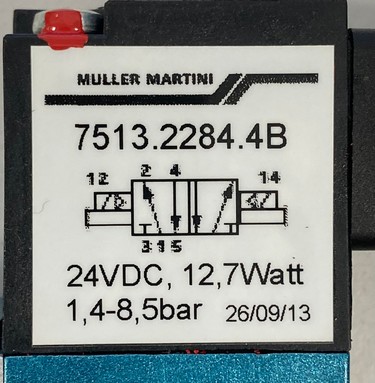 MULLER MARTINI
7513.2284.4B
2 4
12 14
3 1 5
24VDC, 12,7Watt
1,4-8,5bar 26/09/13